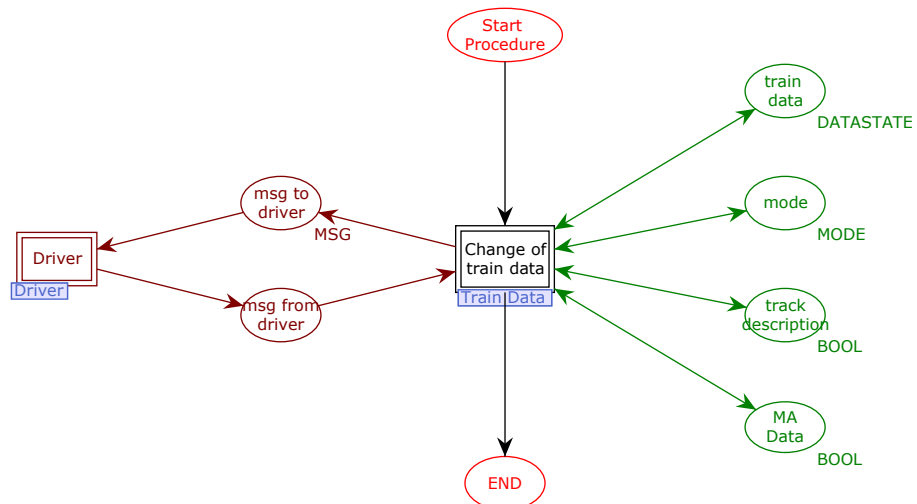 Start
Procedure
train
data
DATASTATE
msg to
driver
MSG
mode
MODE
Driver
Driver
Change of
train data
Train Data
msg from
driver
track
description
BOOL
MA
Data
BOOL
END